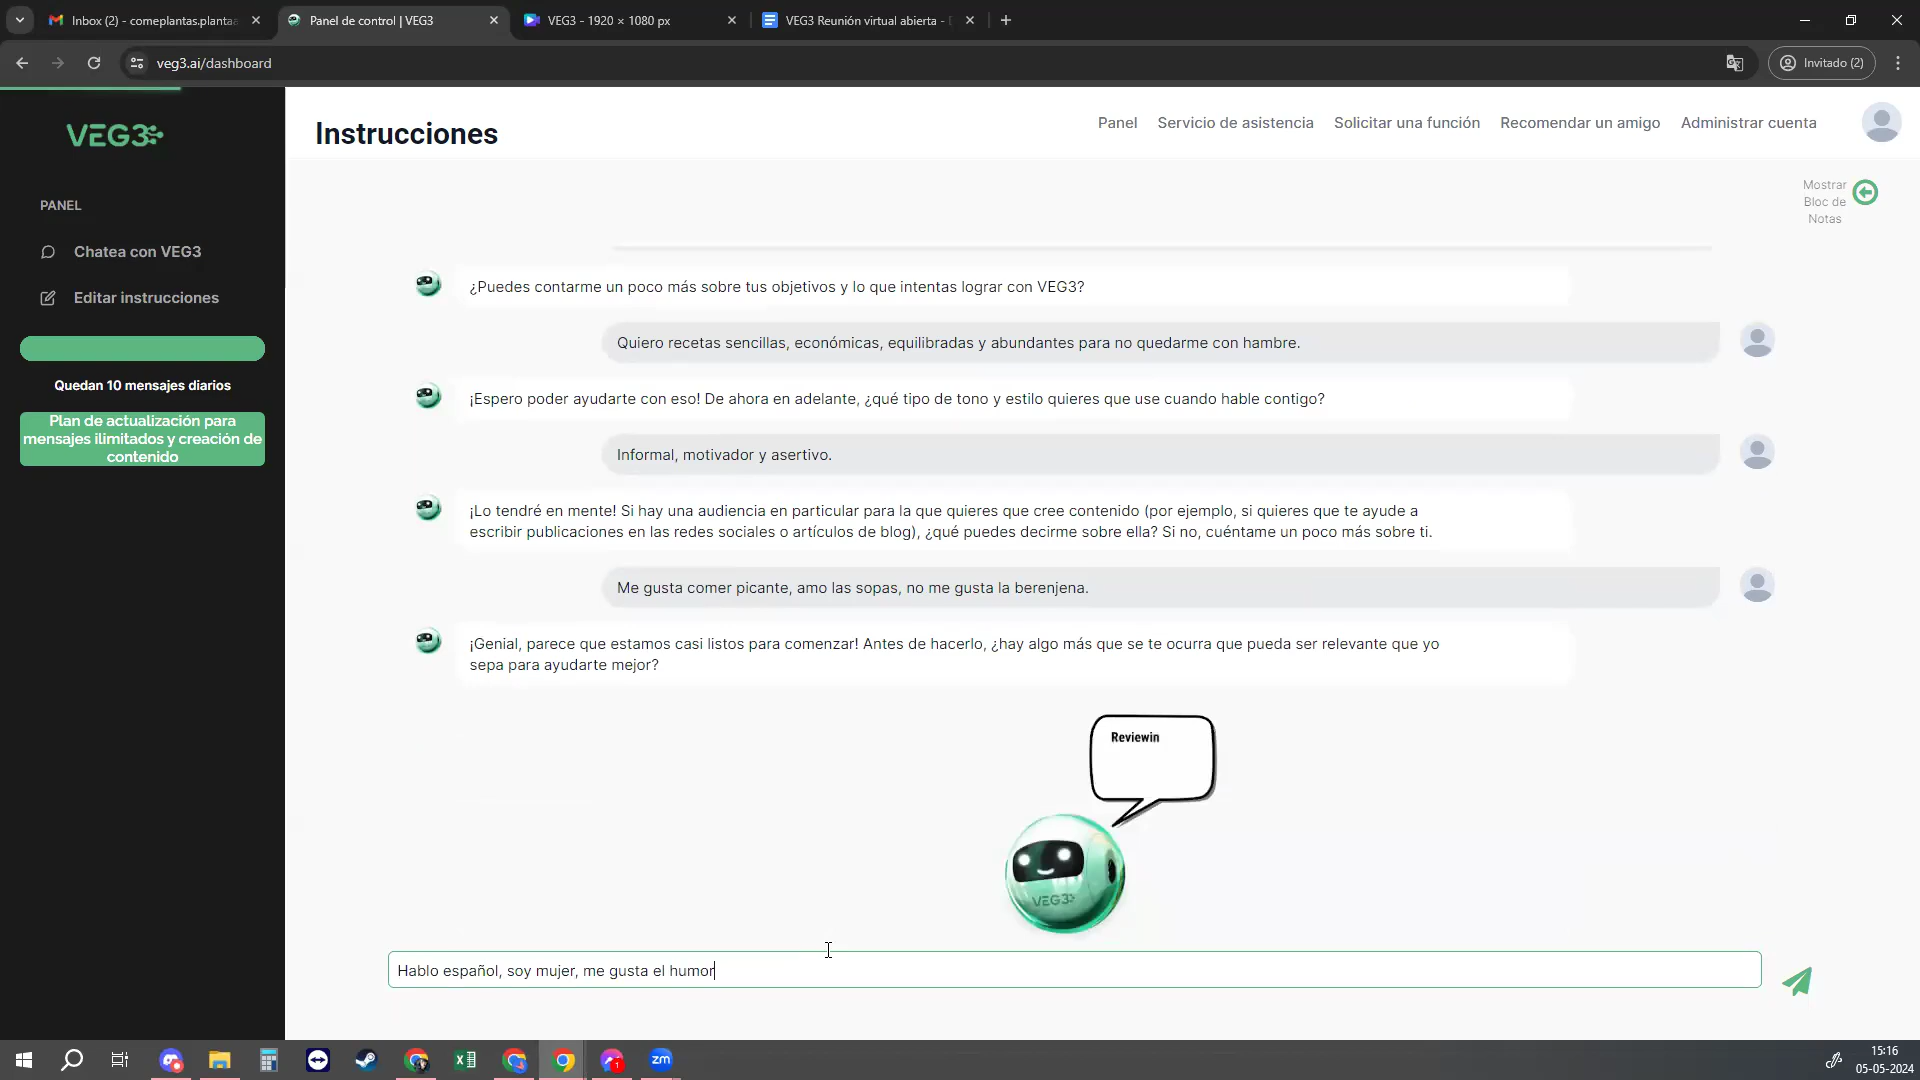 Inbox (2) - comeplantas.planta
Panel de control | VEG3
VEG3 - 1920 × 1080 px
VEG3 Reunión virtual abierta -
veg3.ai/dashboard
Invitado (2)
VEG3
Instrucciones
Panel
Servicio de asistencia
Solicitar una función
Recomendar un amigo
Administrar cuenta
Mostrar
Bloc de
Notas
PANEL
Chatea con VEG3
Editar instrucciones
Quedan 10 mensajes diarios
Plan de actualización para
mensajes ilimitados y creación de
contenido
¿Puedes contarme un poco más sobre tus objetivos y lo que intentas lograr con VEG3?
Quiero recetas sencillas, económicas, equilibradas y abundantes para no quedarme con hambre.
¡Espero poder ayudarte con eso! De ahora en adelante, ¿qué tipo de tono y estilo quieres que use cuando hable contigo?
Informal, motivador y asertivo.
¡Lo tendré en mente! Si hay una audiencia en particular para la que quieres que cree contenido (por ejemplo, si quieres que te ayude a
escribir publicaciones en las redes sociales o artículos de blog), ¿qué puedes decirme sobre ella? Si no, cuéntame un poco más sobre ti.
Me gusta comer picante, amo las sopas, no me gusta la berenjena.
¡Genial, parece que estamos casi listos para comenzar! Antes de hacerlo, ¿hay algo más que se te ocurra que pueda ser relevante que yo
sepa para ayudarte mejor?
Reviewin
VEG3
Hablo español, soy mujer, me gusta el humor
zm
15:16
05-05-2024